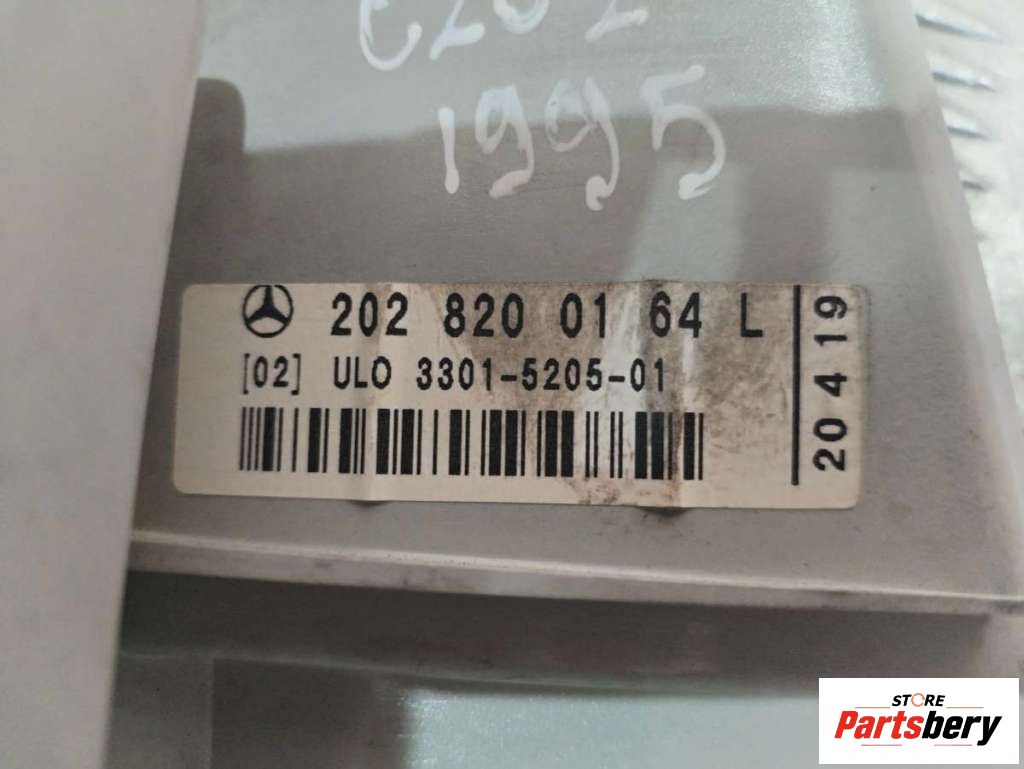 1995
202 820 01 64 L
[02] ULO 3301-5205-01
20 4 19
STORE
Partsbery